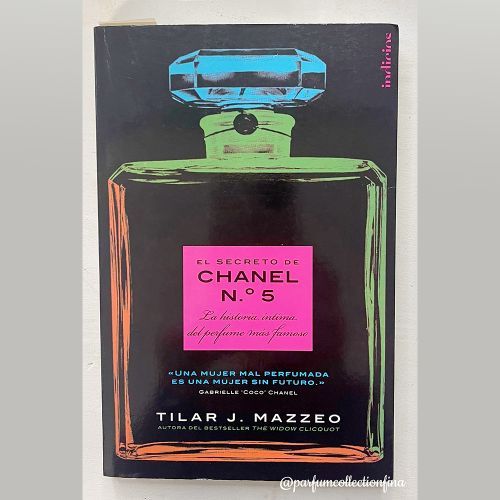 indicios
EL SECRETO DE
CHANEL
N.º 5
La historia íntima
del perfume más famoso
«UNA MUJER MAL PERFUMADA
ES UNA MUJER SIN FUTURO.»
GABRIELLE 'COCO' CHANEL
TILAR J. MAZZEO
AUTORA DEL BESTSELLER THE WIDOW CLICQUOT
@parfumcollectionfina